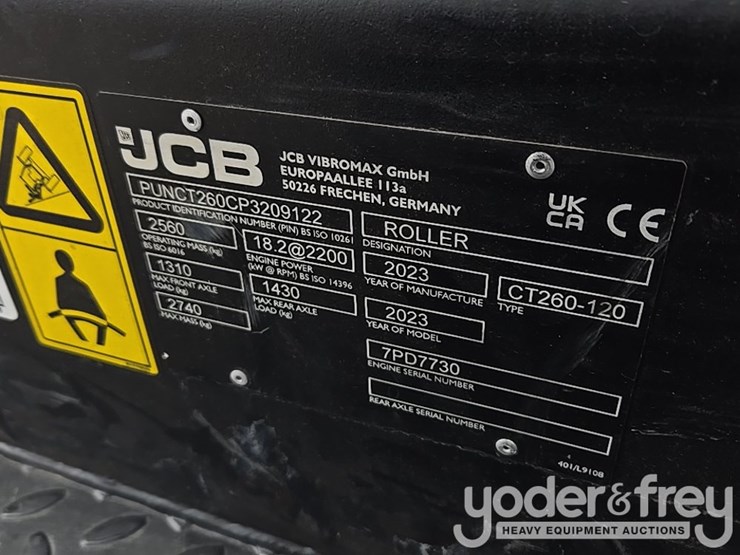 JCB
JCB VIBROMAX GmbH
EUROPAALLEE 113a
50226 FRECHEN, GERMANY
UK
CA CE
PUNCT260CP3209122
PRODUCT IDENTIFICATION NUMBER (PIN) BS ISO 10261
ROLLER
DESIGNATION
2560
OPERATING MASS (kg)
BS ISO 6016
18.2@2200
ENGINE POWER
(kW @ RPM) BS ISO 14396
2023
YEAR OF MANUFACTURE
CT260-120
TYPE
1310
MAX FRONT AXLE
LOAD (kg)
1430
MAX REAR AXLE
LOAD (kg)
2023
YEAR OF MODEL
2740
MAX MASS (kg)
7PD7730
ENGINE SERIAL NUMBER
REAR AXLE SERIAL NUMBER
401/L9108
yoder&frey
HEAVY EQUIPMENT AUCTIONS